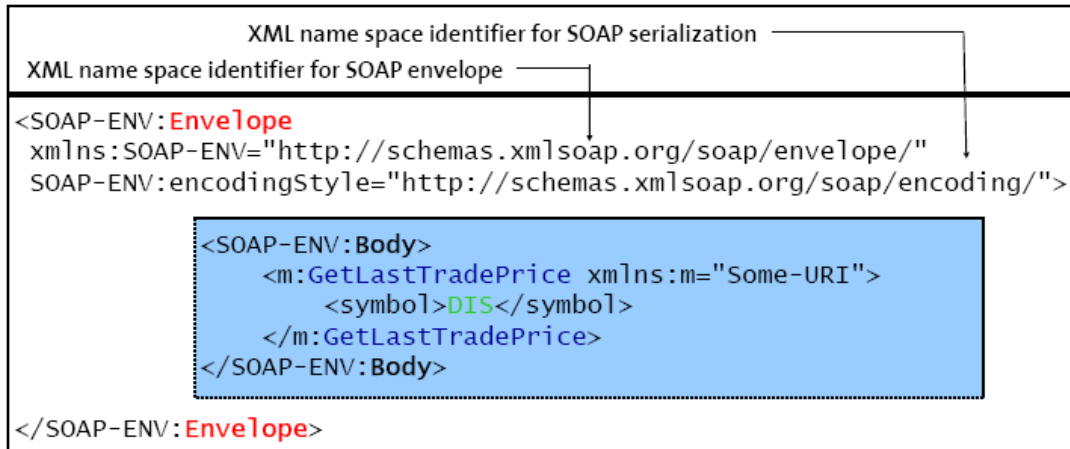 XML name space identifier for SOAP serialization
XML name space identifier for SOAP envelope
<SOAP-ENV:Envelope
xmlns:SOAP-ENV="http://schemas.xmlsoap.org/soap/envelope/"
SOAP-ENV:encodingStyle="http://schemas.xmlsoap.org/soap/encoding/">
<SOAP-ENV:Body>
<m:GetLastTradePrice xmlns:m="Some-URI">
<symbol>DIS</symbol>
</m:GetLastTradePrice>
</SOAP-ENV:Body>
</SOAP-ENV:Envelope>